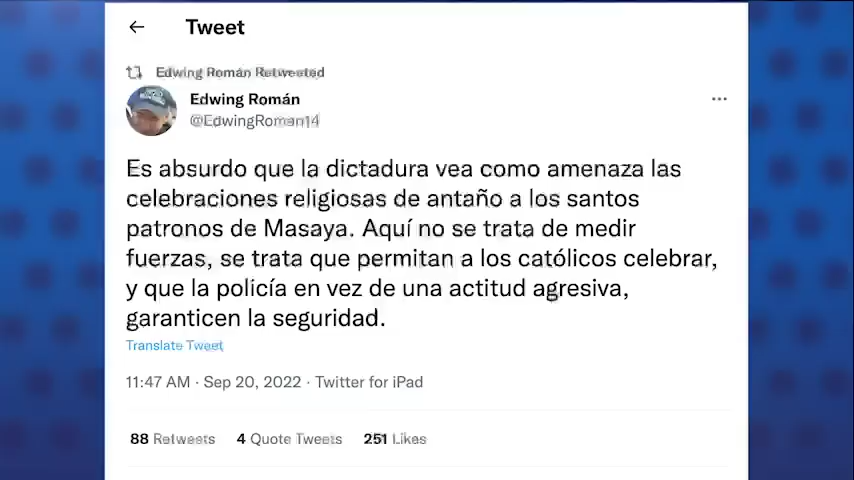 Tweet
Edwing Román Retweeted
Edwing Román
@EdwingRoman14
Es absurdo que la dictadura vea como amenaza las
celebraciones religiosas de antaño a los santos
patronos de Masaya. Aquí no se trata de medir
fuerzas, se trata que permitan a los católicos celebrar,
y que la policía en vez de una actitud agresiva,
garanticen la seguridad.
Translate Tweet
11:47 AM · Sep 20, 2022 · Twitter for iPad
88 Retweets 4 Quote Tweets 251 Likes